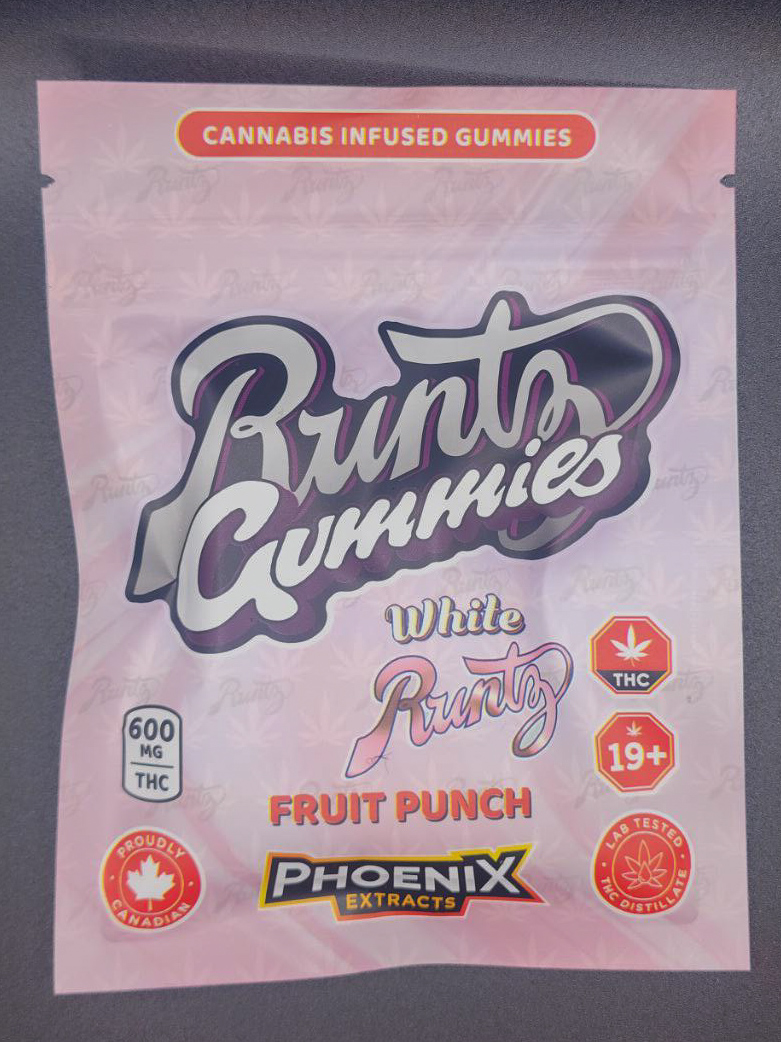 CANNABIS INFUSED GUMMIES
Runtz
Gummies
White
Runtz
THC
600
MG
THC
19+
FRUIT PUNCH
PROUDLY
CANADIAN
PHOENIX
EXTRACTS
LAB TESTED
THC DISTILLATE